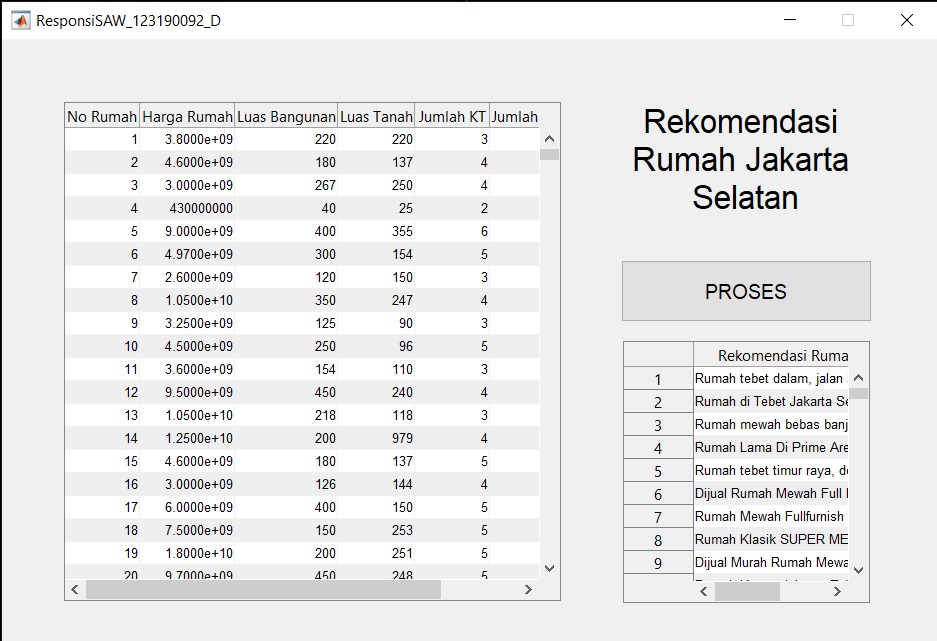 ResponsiSAW_123190092_D
No Rumah Harga Rumah Luas Bangunan Luas Tanah Jumlah KT Jumlah
1 3.8000e+09 220 220 3
2 4.6000e+09 180 137 4
3 3.0000e+09 267 250 4
4 430000000 40 25 2
5 9.0000e+09 400 355 6
6 4.9700e+09 300 154 5
7 2.6000e+09 120 150 3
8 1.0500e+10 350 247 4
9 3.2500e+09 125 90 3
10 4.5000e+09 250 96 5
11 3.6000e+09 154 110 3
12 9.5000e+09 450 240 4
13 1.0500e+10 218 118 3
14 1.2500e+10 200 979 4
15 4.6000e+09 180 137 5
16 3.0000e+09 126 144 4
17 6.0000e+09 400 150 5
18 7.5000e+09 150 253 5
19 1.8000e+10 200 251 5
20 9.7000e+09 450 248 5
Rekomendasi
Rumah Jakarta
Selatan
PROSES
Rekomendasi Ruma
1 Rumah tebet dalam, jalan
2 Rumah di Tebet Jakarta Se
3 Rumah mewah bebas banj
4 Rumah Lama Di Prime Are
5 Rumah tebet timur raya, de
6 Dijual Rumah Mewah Full
7 Rumah Mewah Fullfurnish
8 Rumah Klasik SUPER ME
9 Dijual Murah Rumah Mewa